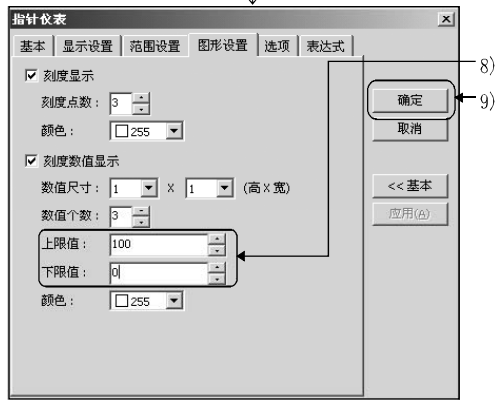 指针仪表
基本 显示设置 范围设置 图形设置 选项 表达式
刻度显示
刻度点数： 3
颜色： 255
刻度数值显示
数值尺寸： 1 X 1 (高 X 宽)
数值个数： 3
上限值： 100
下限值： 0
颜色： 255
确定
取消
<< 基本
应用(A)
8)
9)